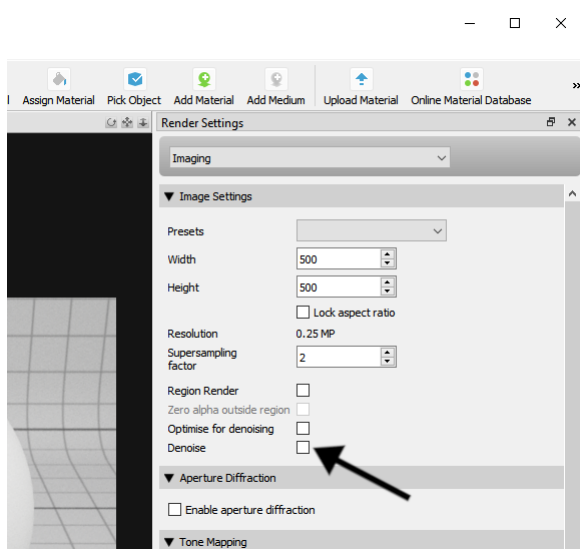 Assign Material Pick Object Add Material Add Medium Upload Material Online Material Database
Render Settings
Imaging
Image Settings
Presets
Width 500
Height 500
Lock aspect ratio
Resolution 0.25 MP
Supersampling
factor 2
Region Render
Zero alpha outside region
Optimise for denoising
Denoise
Aperture Diffraction
Enable aperture diffraction
Tone Mapping